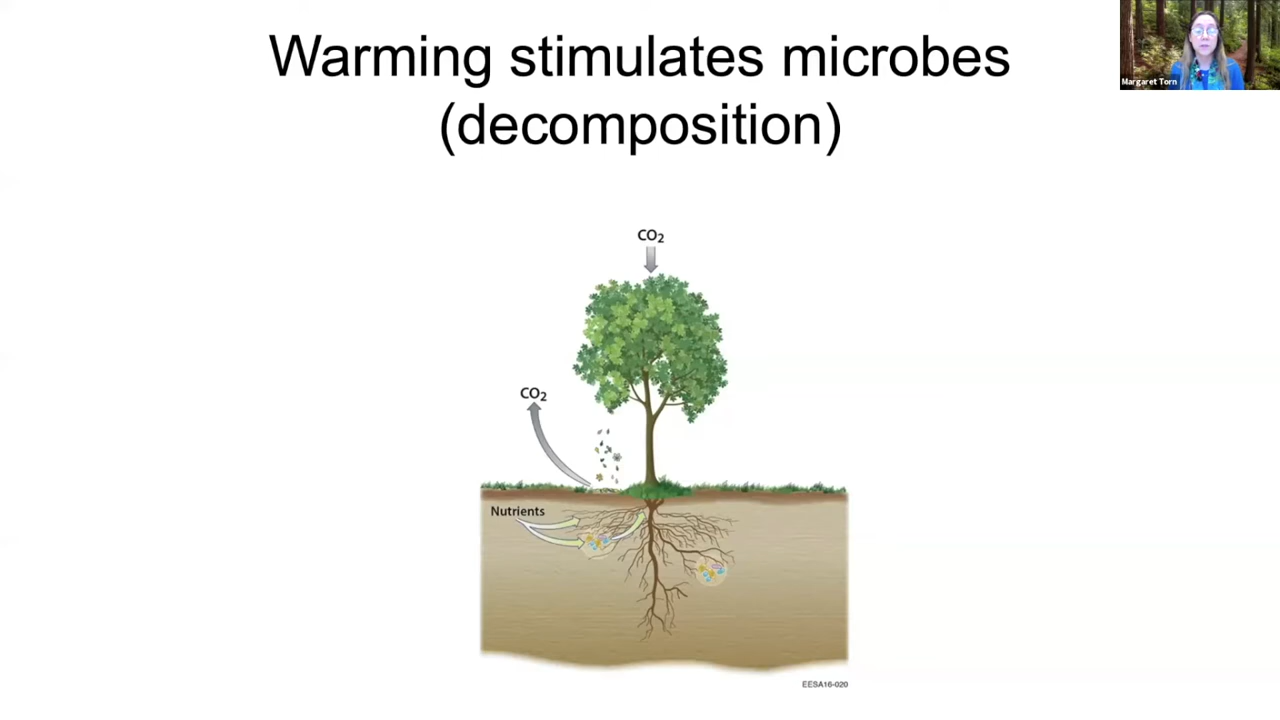 Warming stimulates microbes
(decomposition)
Margaret Torn
CO₂
CO₂
Nutrients
EESA16-020